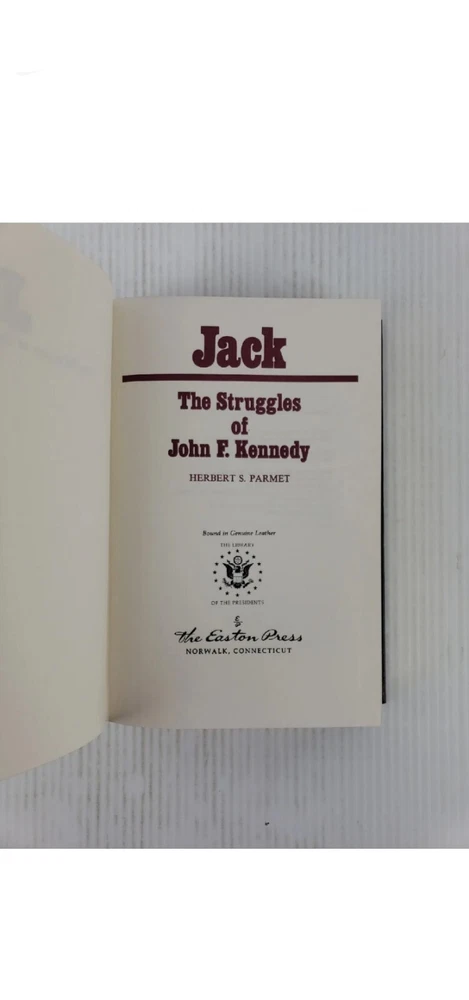 Jack
The Struggles
of
John F. Kennedy
HERBERT S. PARMET
Bound in Genuine Leather
THE LIBRARY
OF THE PRESIDENTS
The Easton Press
NORWALK, CONNECTICUT